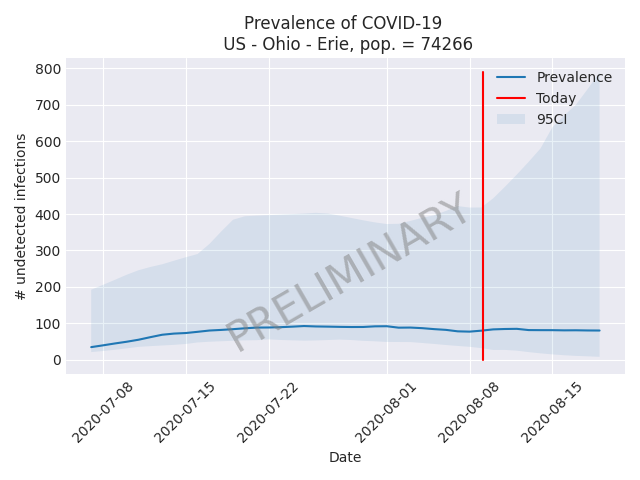 Prevalence of COVID-19
US - Ohio - Erie, pop. = 74266
# undetected infections
800
700
600
500
400
300
200
100
0
Prevalence
Today
95CI
PRELIMINARY
2020-07-08
2020-07-15
2020-07-22
2020-08-01
2020-08-08
2020-08-15
Date